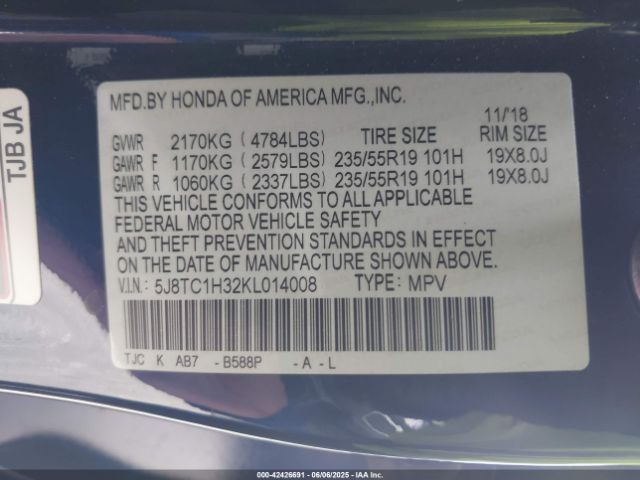 TJB JA
MFD.BY HONDA OF AMERICA MFG.,INC.
11/'18
GVWR 2170KG (4784LBS) TIRE SIZE RIM SIZE
GAWR F 1170KG (2579LBS) 235/55R19 101H 19X8.0J
GAWR R 1060KG (2337LBS) 235/55R19 101H 19X8.0J
THIS VEHICLE CONFORMS TO ALL APPLICABLE
FEDERAL MOTOR VEHICLE SAFETY
AND THEFT PREVENTION STANDARDS IN EFFECT
ON THE DATE OF MANUFACTURE SHOWN ABOVE.
V.I.N.: 5J8TC1H32KL014008 TYPE: MPV
TJC K AB7 -B588P -A-L
00-42426691 - 06/06/2025 - Copyright © 2025 - IAA, Inc.